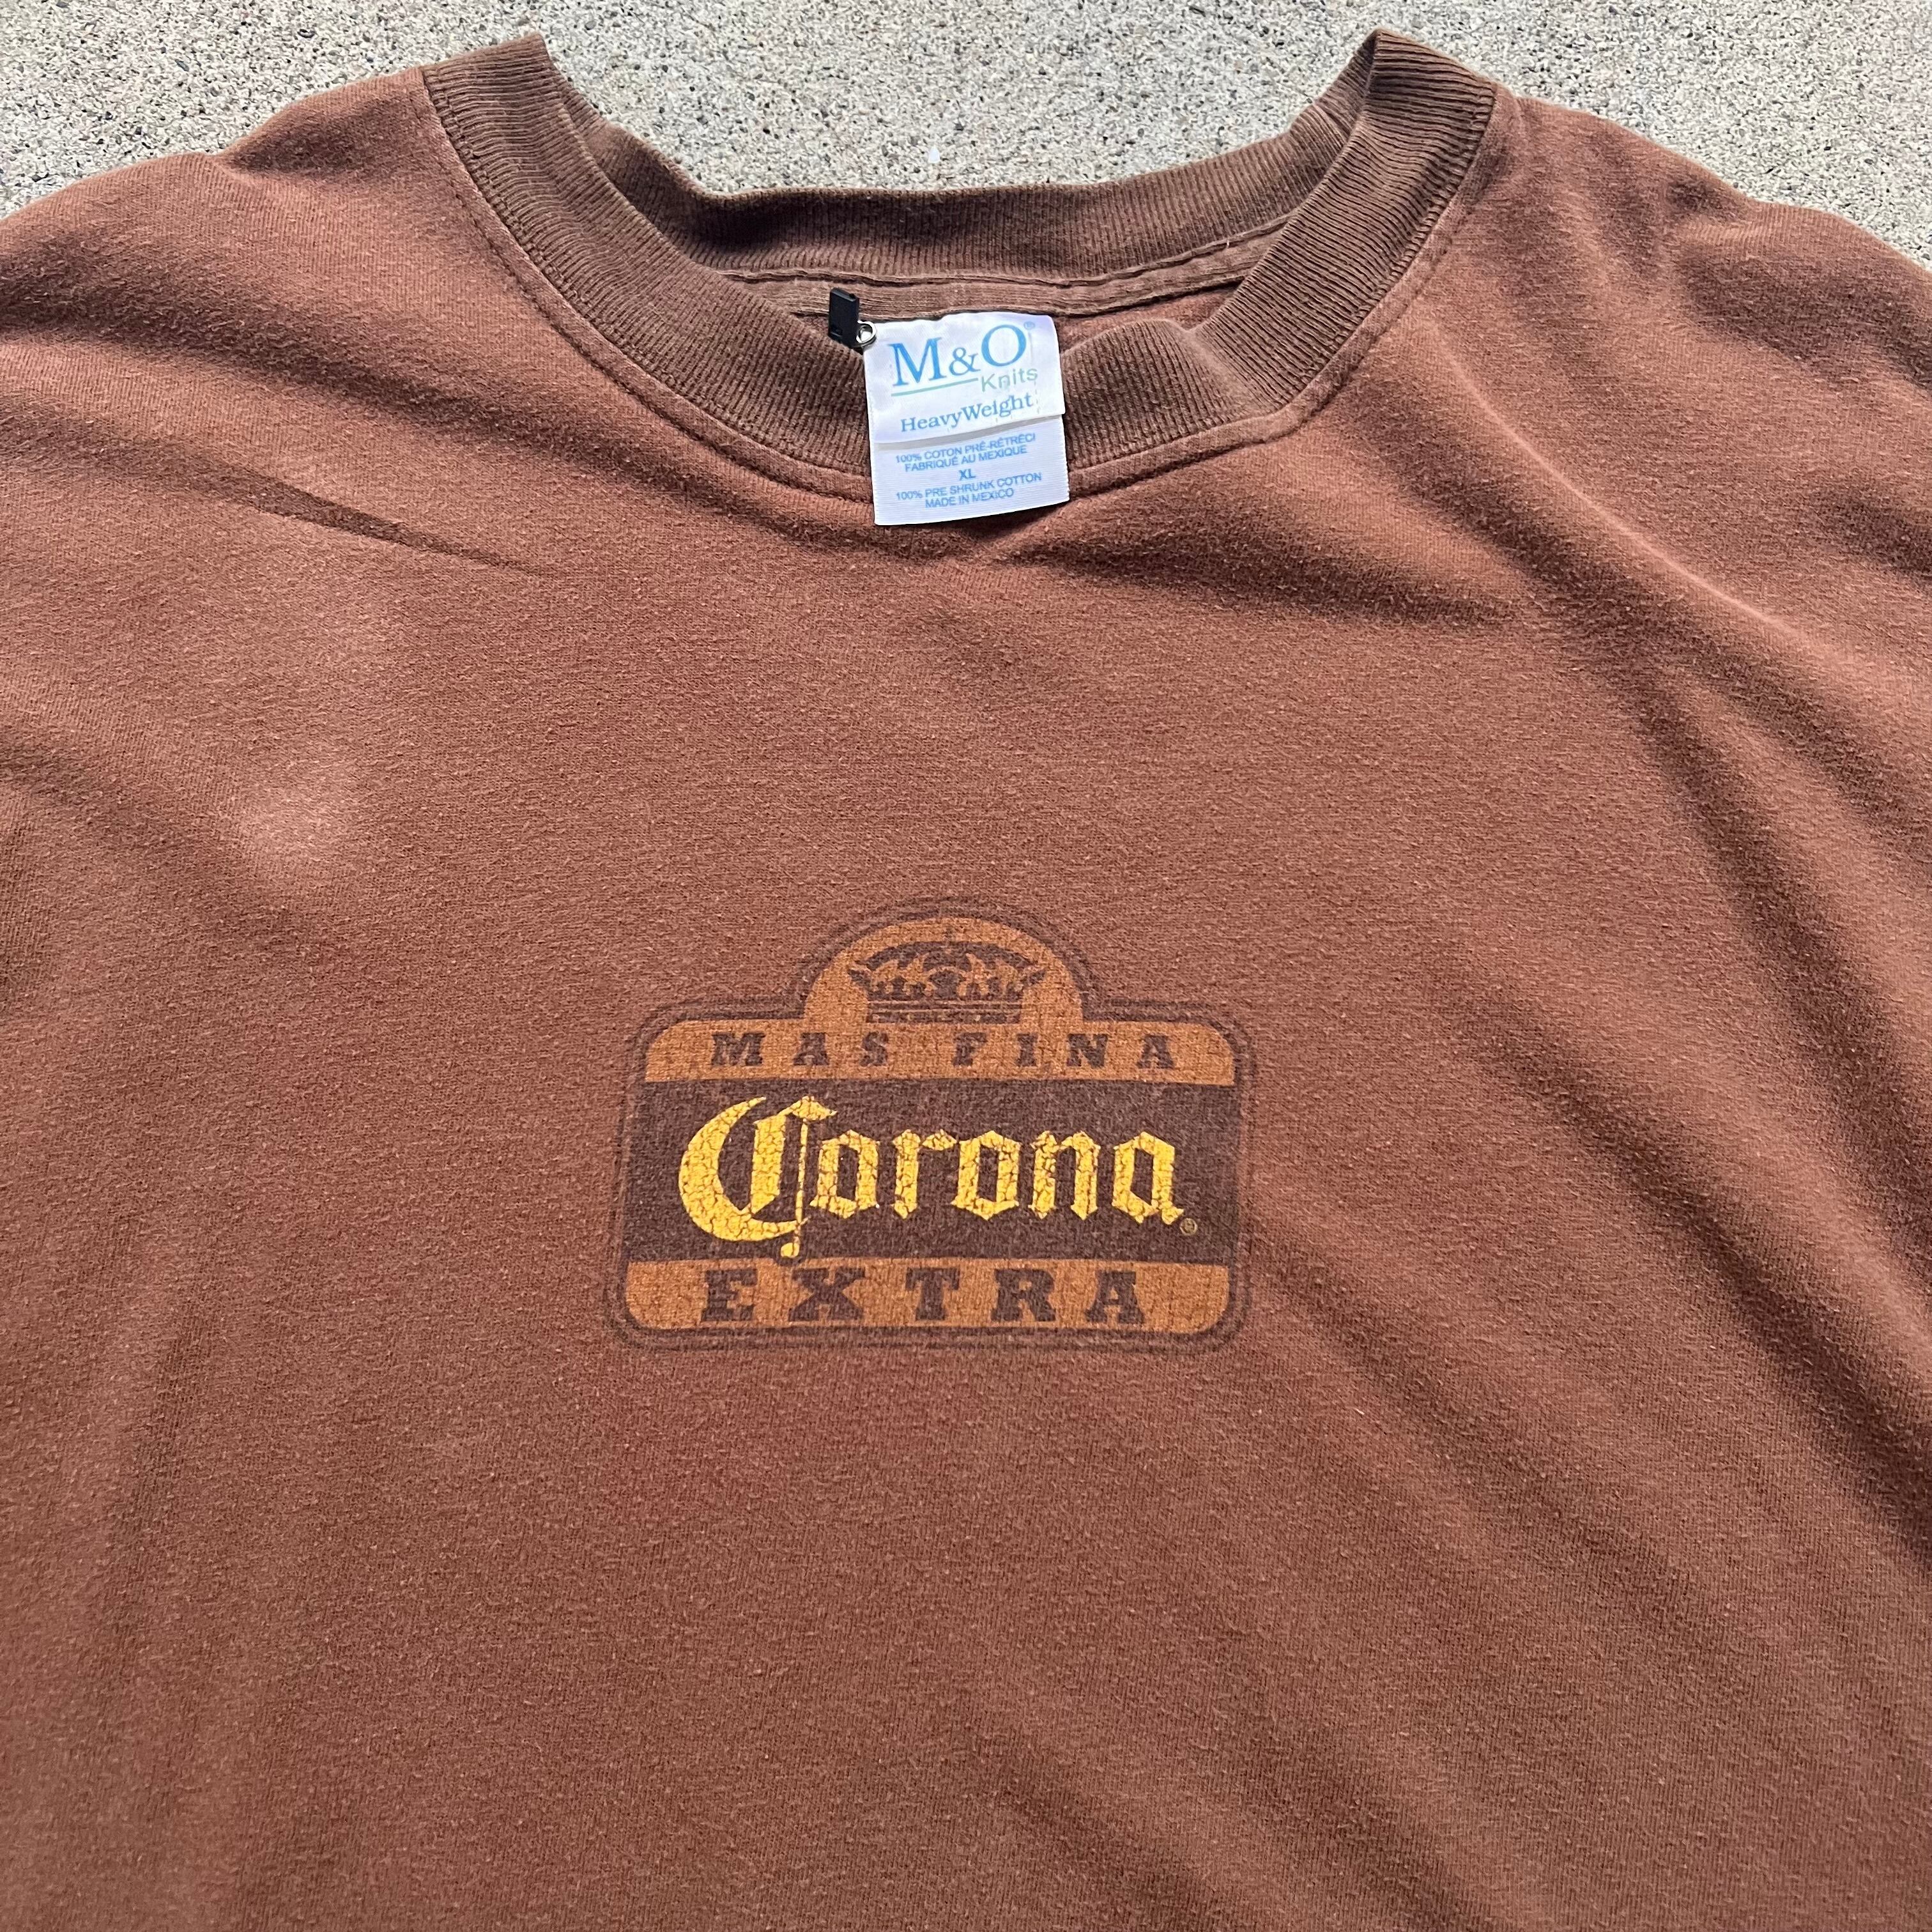 M&O®
Knits
HeavyWeight
100% COTON PRÉ-RÉTRÉCI
FABRIQUÉ AU MEXIQUE
XL
100% PRE SHRUNK COTTON
MADE IN MEXICO
MAS FINA
Corona®
EXTRA